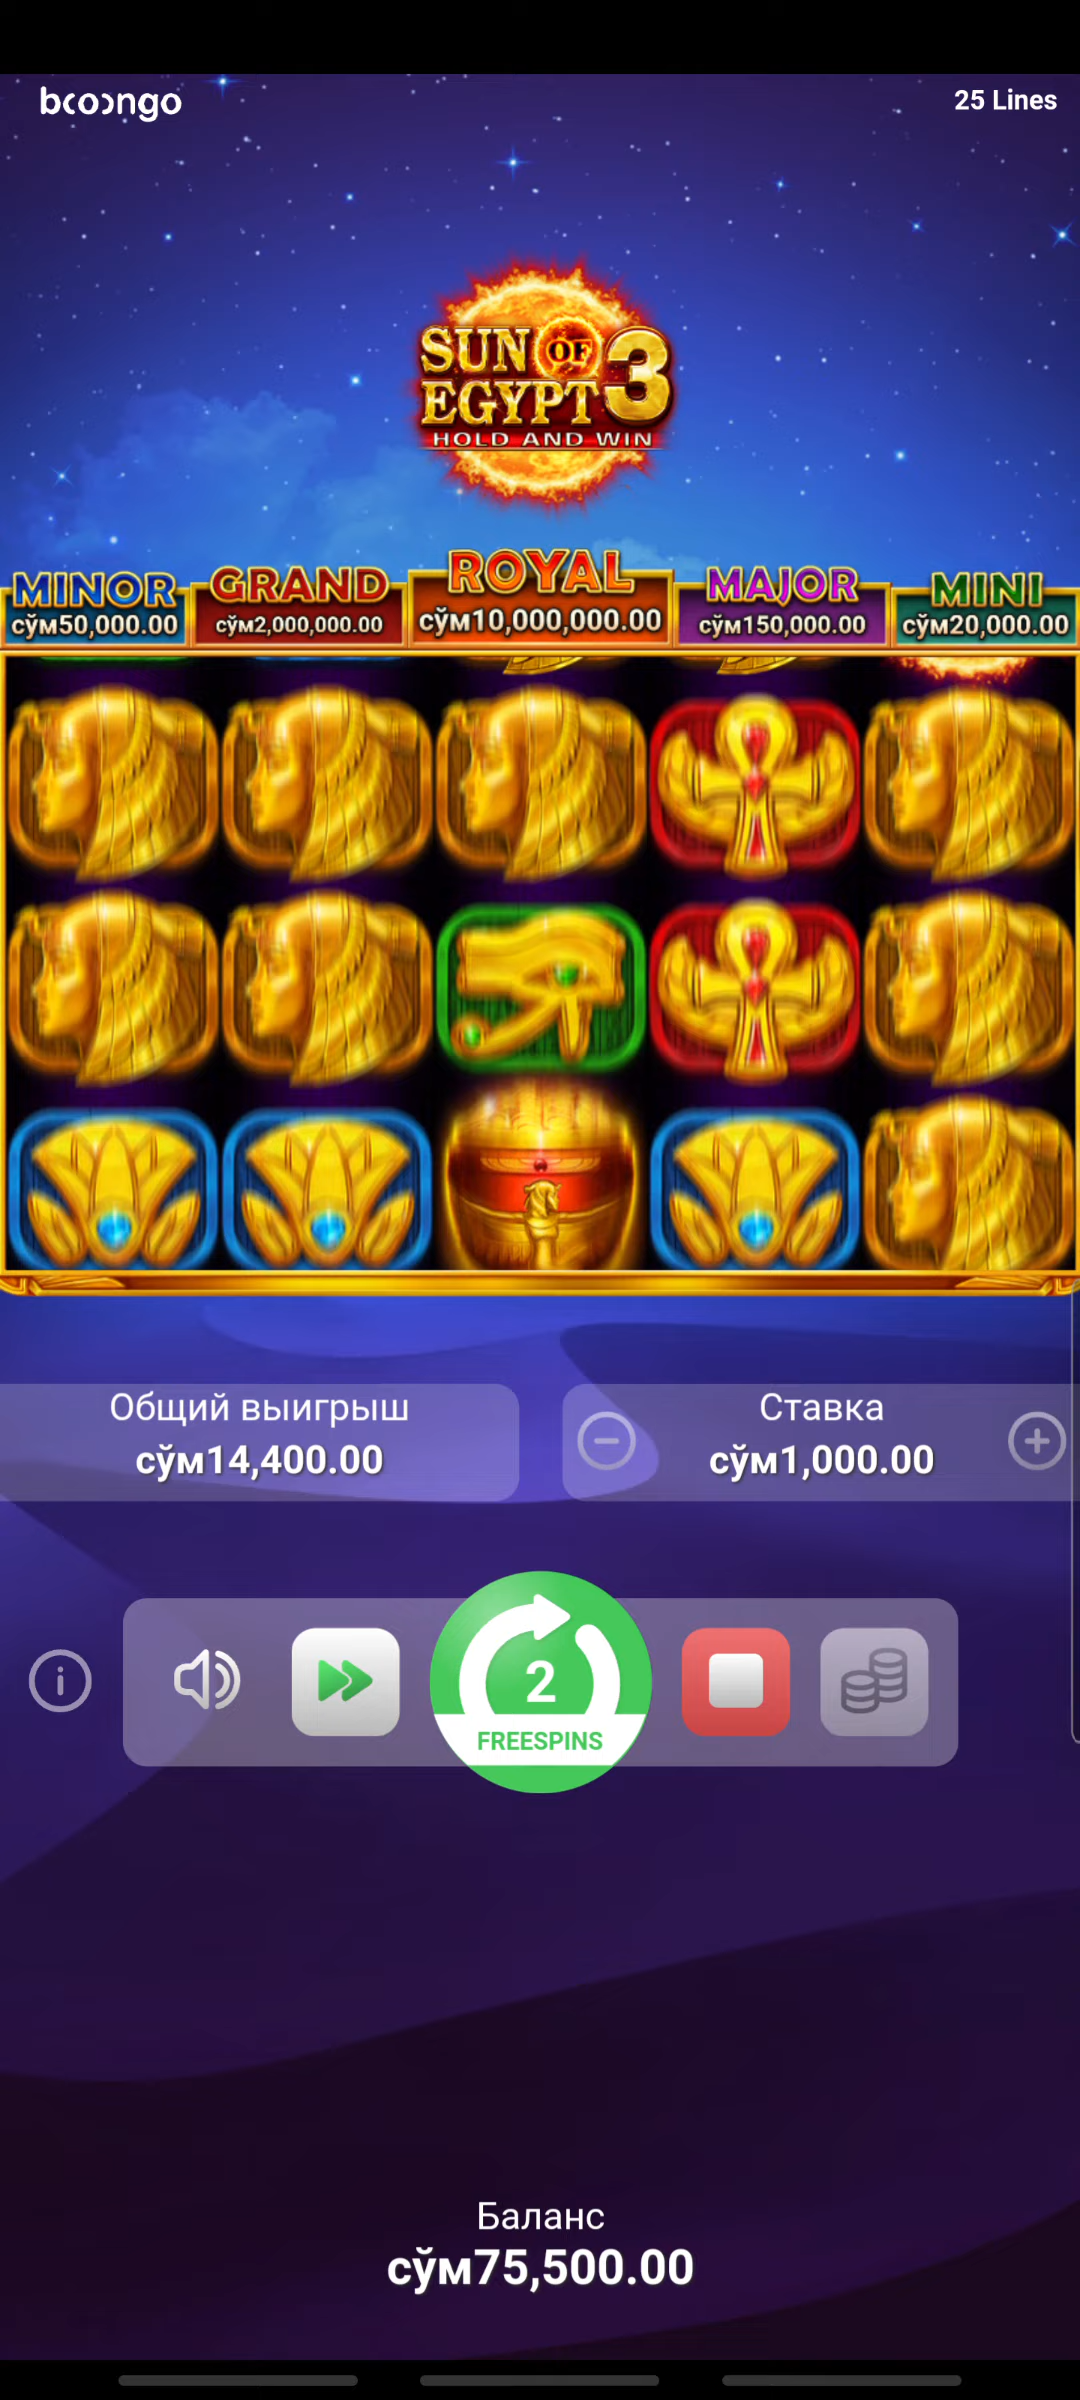 booongo
25 Lines
SUN OF
EGYPT 3
HOLD AND WIN
MINOR
сўм50,000.00
GRAND
сўм2,000,000.00
ROYAL
сўм10,000,000.00
MAJOR
сўм150,000.00
MINI
сўм20,000.00
Общий выигрыш
сўм14,400.00
Ставка
сўм1,000.00
2
FREESPINS
Баланс
сўм75,500.00